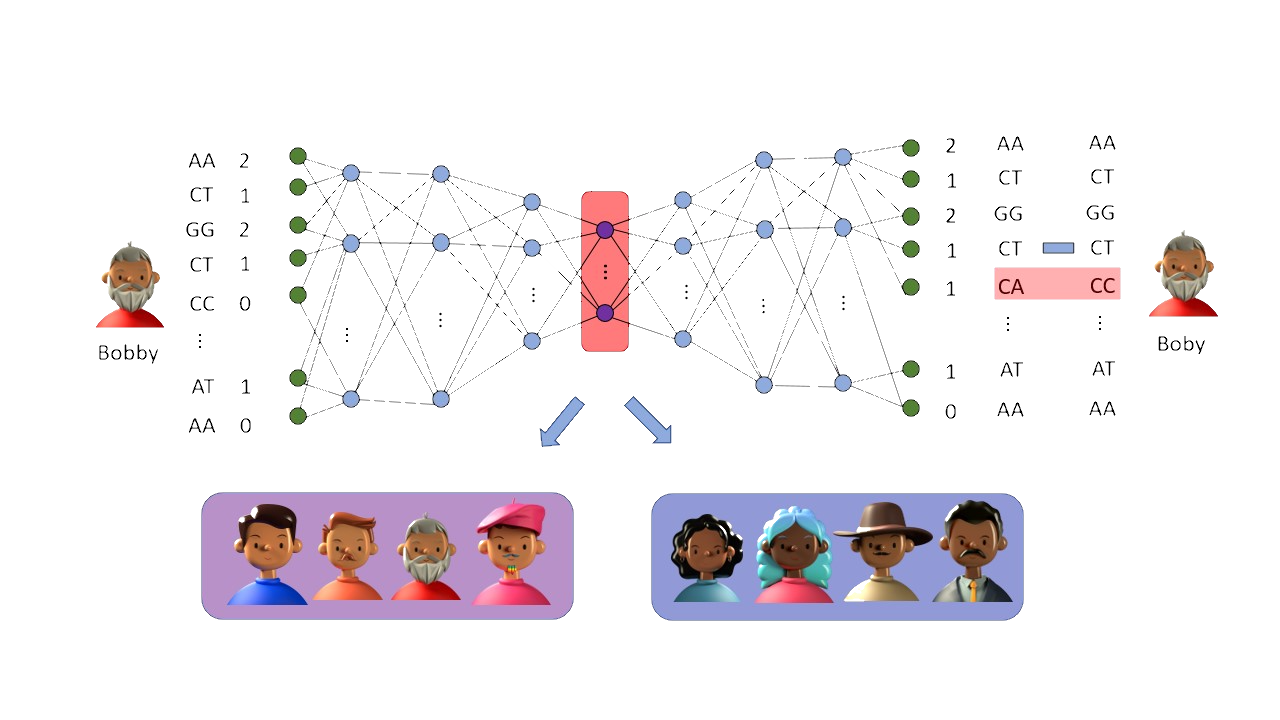 AA 2
CT 1
GG 2
CT 1
CC 0
⋮
AT 1
AA 0
Bobby
⋮
⋮
⋮
⋮
⋮
⋮
⋮
2 AA AA
1 CT CT
2 GG GG
1 CT CT
1 CA CC
⋮ ⋮
1 AT AT
0 AA AA
Boby